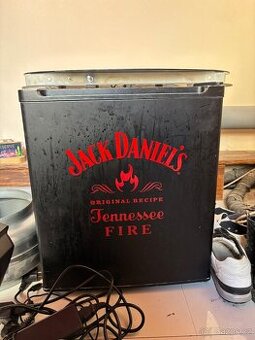 JACK DANIEL'S
ORIGINAL RECIPE
Tennessee
FIRE